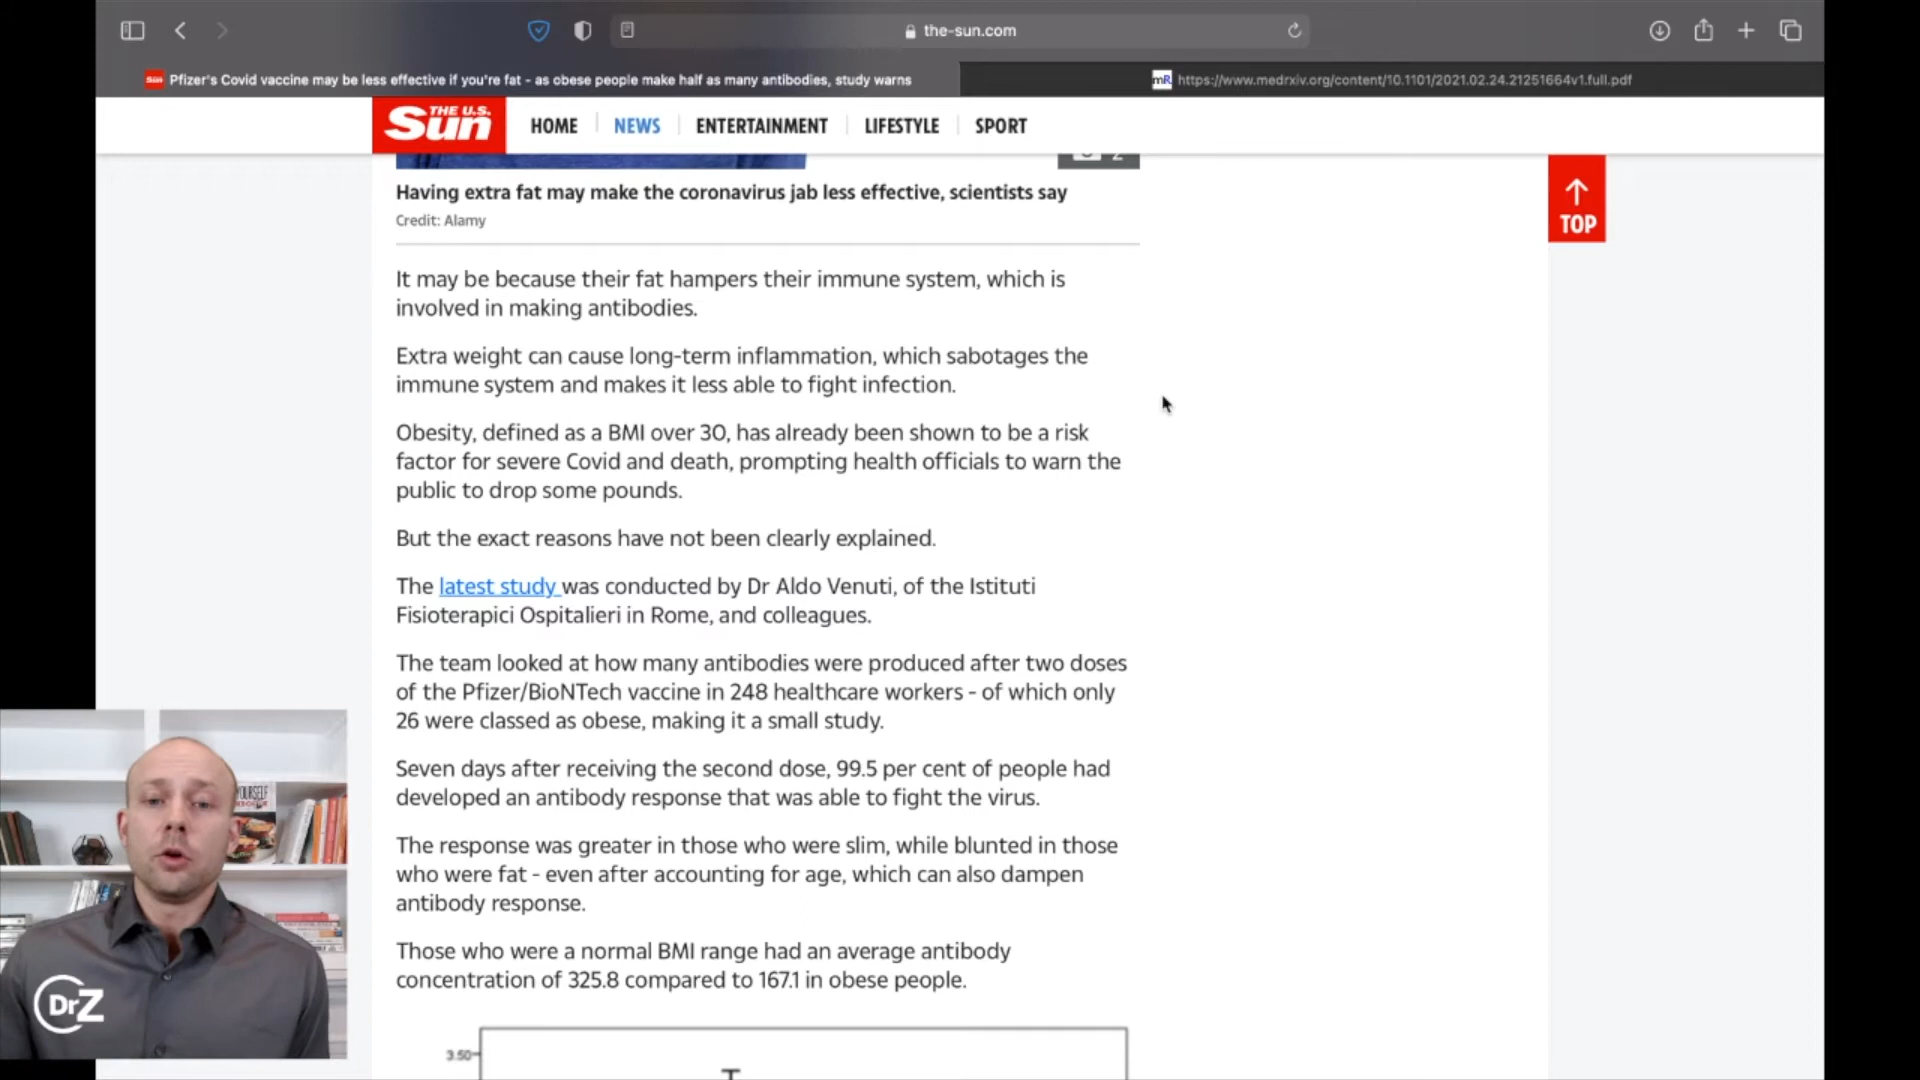 the-sun.com
Sun Pfizer's Covid vaccine may be less effective if you're fat - as obese people make half as many antibodies, study warns
mR https://www.medrxiv.org/content/10.1101/2021.02.24.21251664v1.full.pdf
THE U.S.
Sun
HOME NEWS ENTERTAINMENT LIFESTYLE SPORT
2
TOP
Having extra fat may make the coronavirus jab less effective, scientists say
Credit: Alamy
It may be because their fat hampers their immune system, which is
involved in making antibodies.
Extra weight can cause long-term inflammation, which sabotages the
immune system and makes it less able to fight infection.
Obesity, defined as a BMI over 30, has already been shown to be a risk
factor for severe Covid and death, prompting health officials to warn the
public to drop some pounds.
But the exact reasons have not been clearly explained.
The latest study was conducted by Dr Aldo Venuti, of the Istituti
Fisioterapici Ospitalieri in Rome, and colleagues.
The team looked at how many antibodies were produced after two doses
of the Pfizer/BioNTech vaccine in 248 healthcare workers - of which only
26 were classed as obese, making it a small study.
Seven days after receiving the second dose, 99.5 per cent of people had
developed an antibody response that was able to fight the virus.
The response was greater in those who were slim, while blunted in those
who were fat - even after accounting for age, which can also dampen
antibody response.
Those who were a normal BMI range had an average antibody
concentration of 325.8 compared to 167.1 in obese people.
3.50
YOURSELF
DrZ